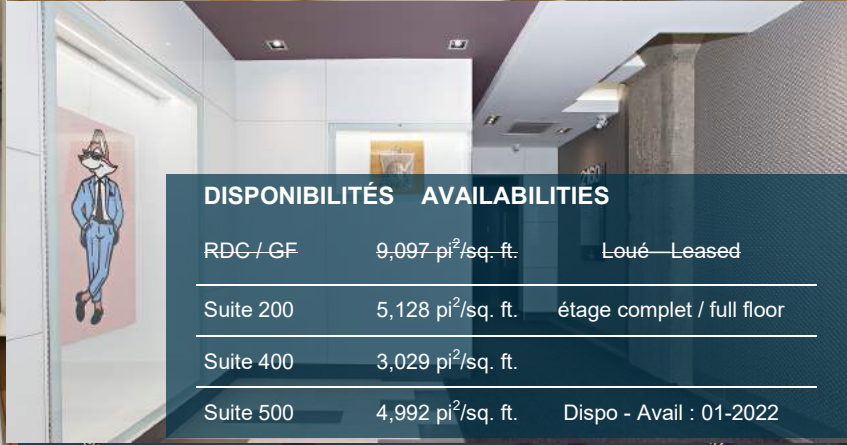 DISPONIBILITÉS AVAILABILITIES
RDC / GF 9,097 pi²/sq. ft. Loué—Leased
Suite 200 5,128 pi²/sq. ft. étage complet / full floor
Suite 400 3,029 pi²/sq. ft.
Suite 500 4,992 pi²/sq. ft. Dispo - Avail : 01-2022